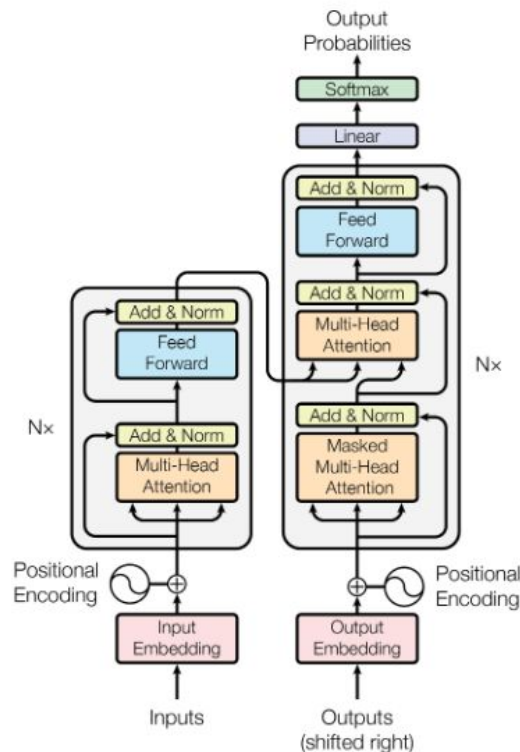 Output
Probabilities
Softmax
Linear
Add & Norm
Feed
Forward
Add & Norm
Multi-Head
Attention
Add & Norm
Masked
Multi-Head
Attention
N×
Add & Norm
Feed
Forward
Add & Norm
Multi-Head
Attention
N×
Positional
Encoding
Positional
Encoding
Input
Embedding
Output
Embedding
Inputs
Outputs
(shifted right)